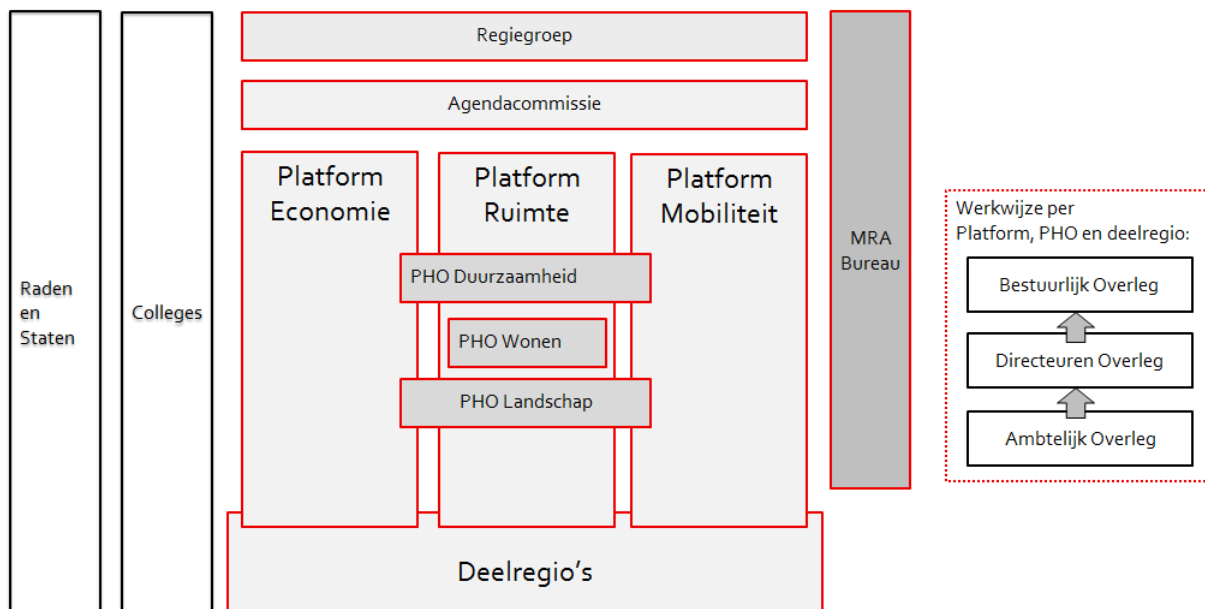 Raden
en
Staten
Colleges
Regiegroep
Agendacommissie
Platform
Economie
Platform
Ruimte
Platform
Mobiliteit
PHO Duurzaamheid
PHO Wonen
PHO Landschap
Deelregio’s
MRA
Bureau
Werkwijze per
Platform, PHO en deelregio:
Bestuurlijk Overleg
Directeuren Overleg
Ambtelijk Overleg